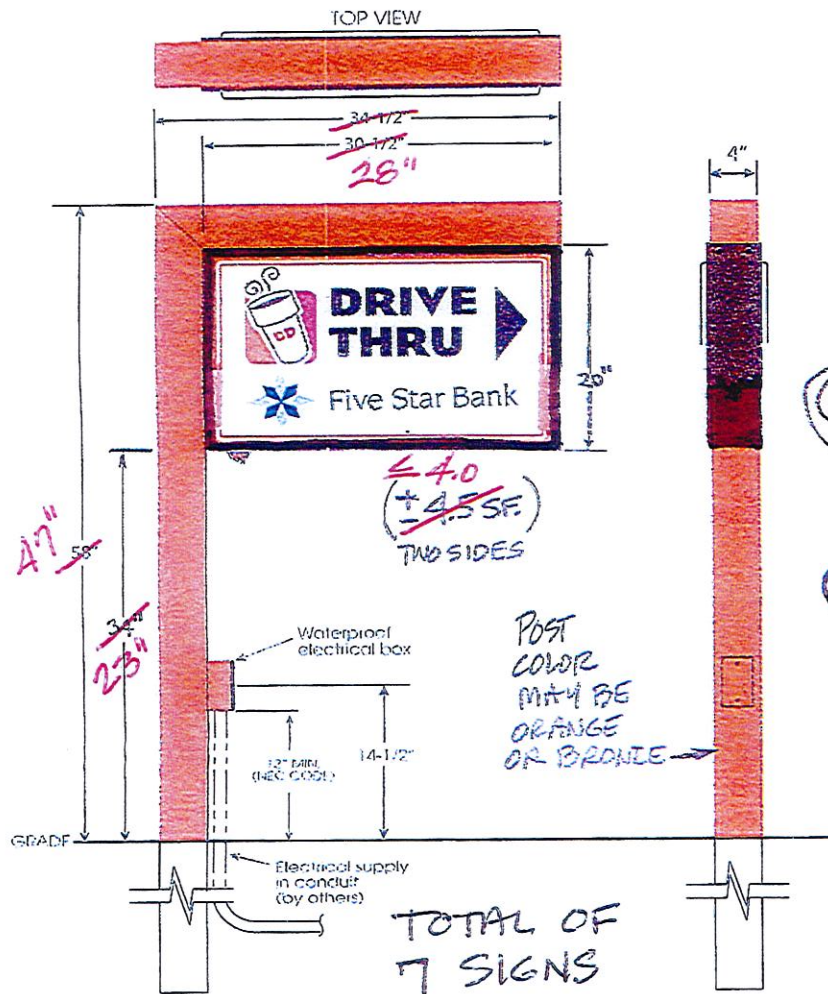 TOP VIEW
34-1/2"
30-1/2"
28"
4"
DRIVE
THRU
DD
Five Star Bank
20"
≤ 4.0
(± 4.5 SF.)
TWO SIDES
47"
58"
34"
23"
Waterproof
electrical box
POST
COLOR
MAY BE
ORANGE
OR BRONZE
12" MIN.
(NEC CODE)
14-1/2"
GRADE
Electrical supply
in conduit
(by others)
TOTAL OF
7 SIGNS